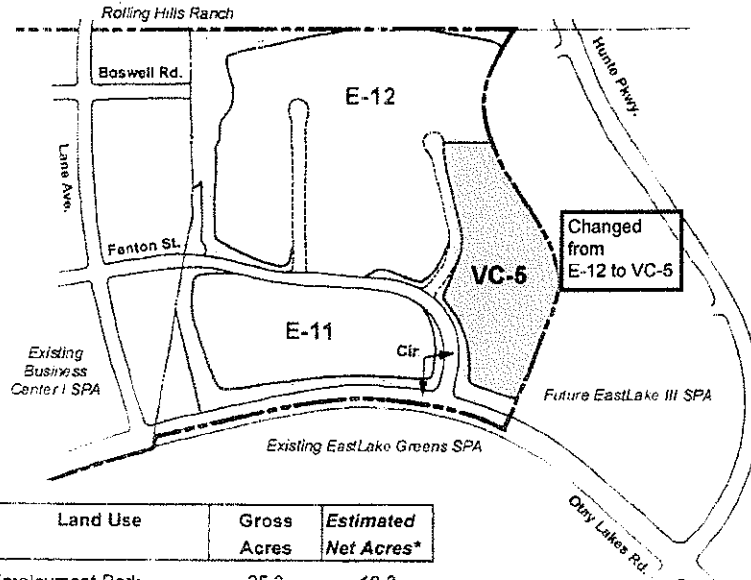 Rolling Hills Ranch
Boswell Rd.
E-12
Hunte Pkwy.
Lane Ave.
Fenton St.
VC-5
Changed
from
E-12 to VC-5
E-11
Cir.
Existing
Business
Center I SPA
Future EastLake III SPA
Existing EastLake Greens SPA
Otay Lakes Rd.
Land Use Gross Estimated
Acres Net Acres*